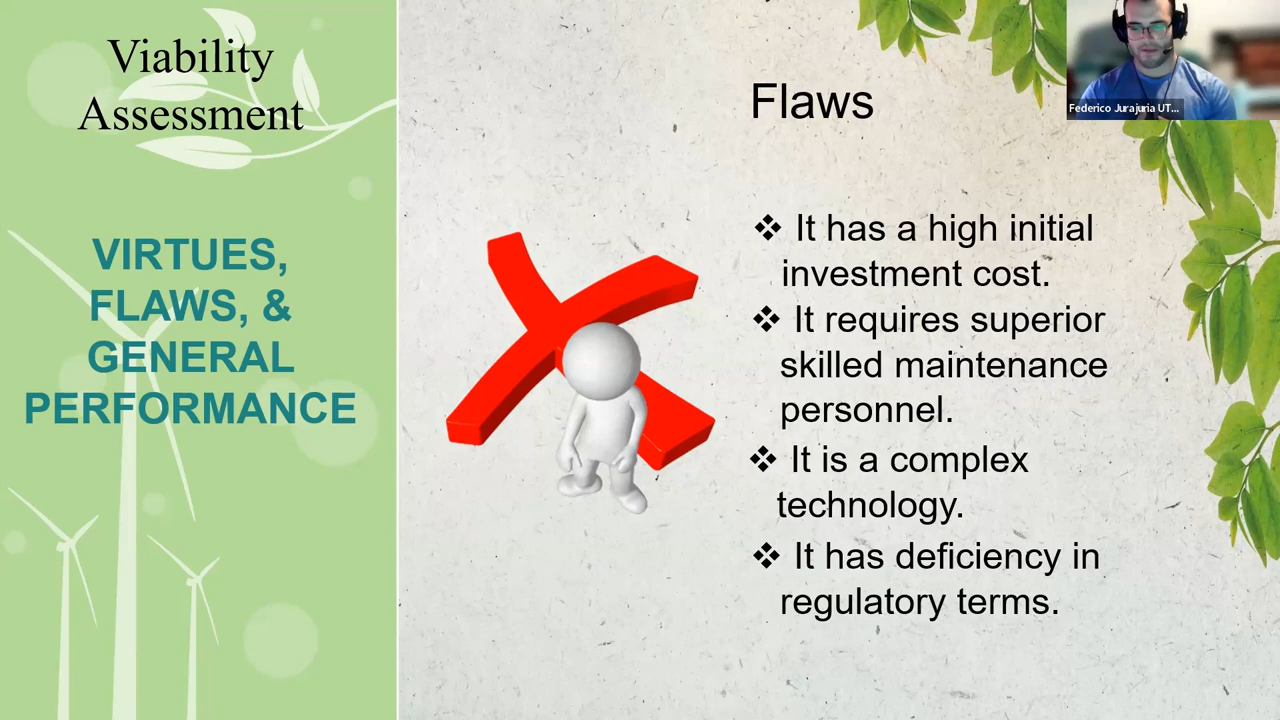 Viability
Assessment
VIRTUES,
FLAWS, &
GENERAL
PERFORMANCE
Flaws
❖ It has a high initial
investment cost.
❖ It requires superior
skilled maintenance
personnel.
❖ It is a complex
technology.
❖ It has deficiency in
regulatory terms.
Federico Jurajuria UT...